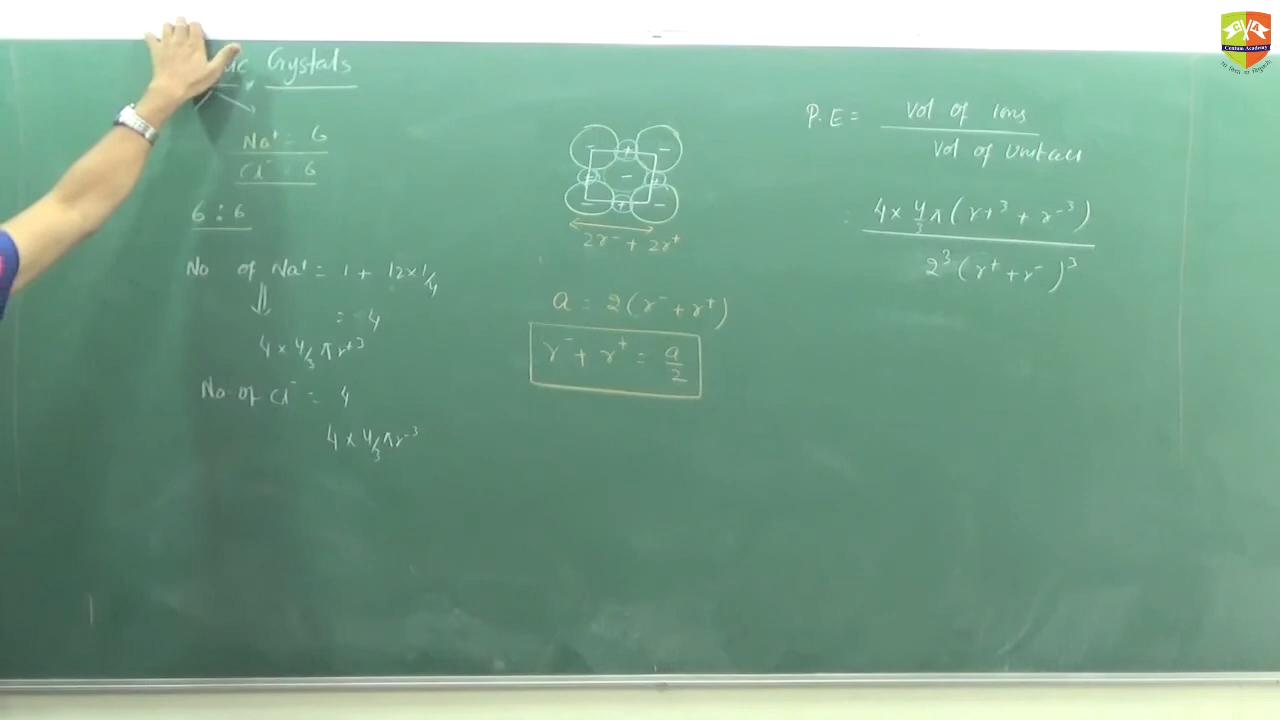 Crystals
Na⁺ = 6
Cl⁻ = 6
6 : 6
No of Na⁺ = 1 + 12 × 1/4
= 4
4 × 4/3 π r⁺³
No. of Cl⁻ = 4
4 × 4/3 π r⁻³
- + -
+ - +
- + -
2r⁻ + 2r⁺
a = 2(r⁻ + r⁺)
r⁻ + r⁺ = a/2
P.E = Vol of ions / Vol of Unit cell
= 4 × 4/3 π (r⁺³ + r⁻³) / 2³ (r⁺ + r⁻)³
Centum Academy